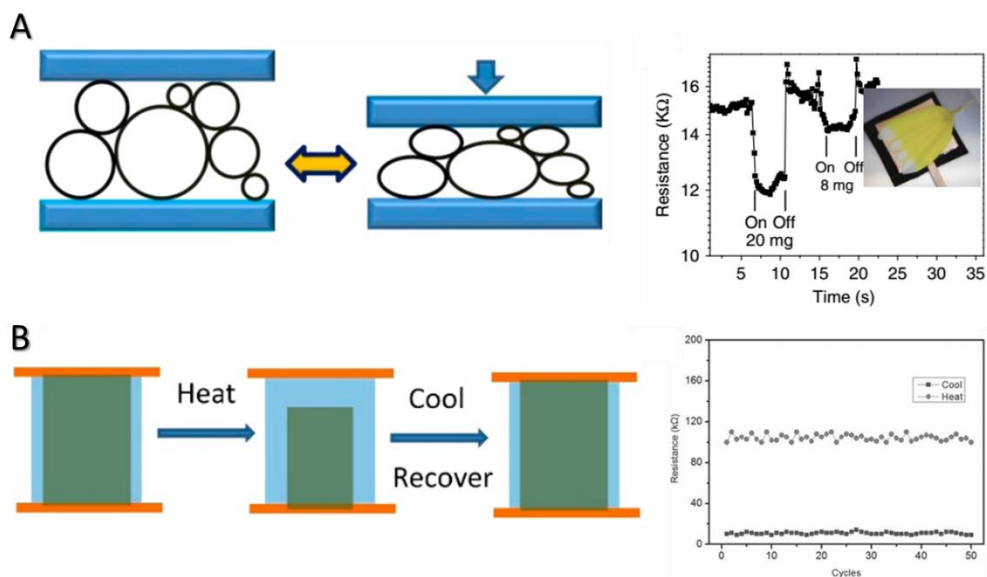 A
Resistance (KΩ)
16
14
12
10
On Off
20 mg
On Off
8 mg
5 10 15 20 25 30 35
Time (s)
B
Heat
Cool
Recover
Resistance (kΩ)
200
160
120
80
40
0
Cool
Heat
0 10 20 30 40 50
Cycles